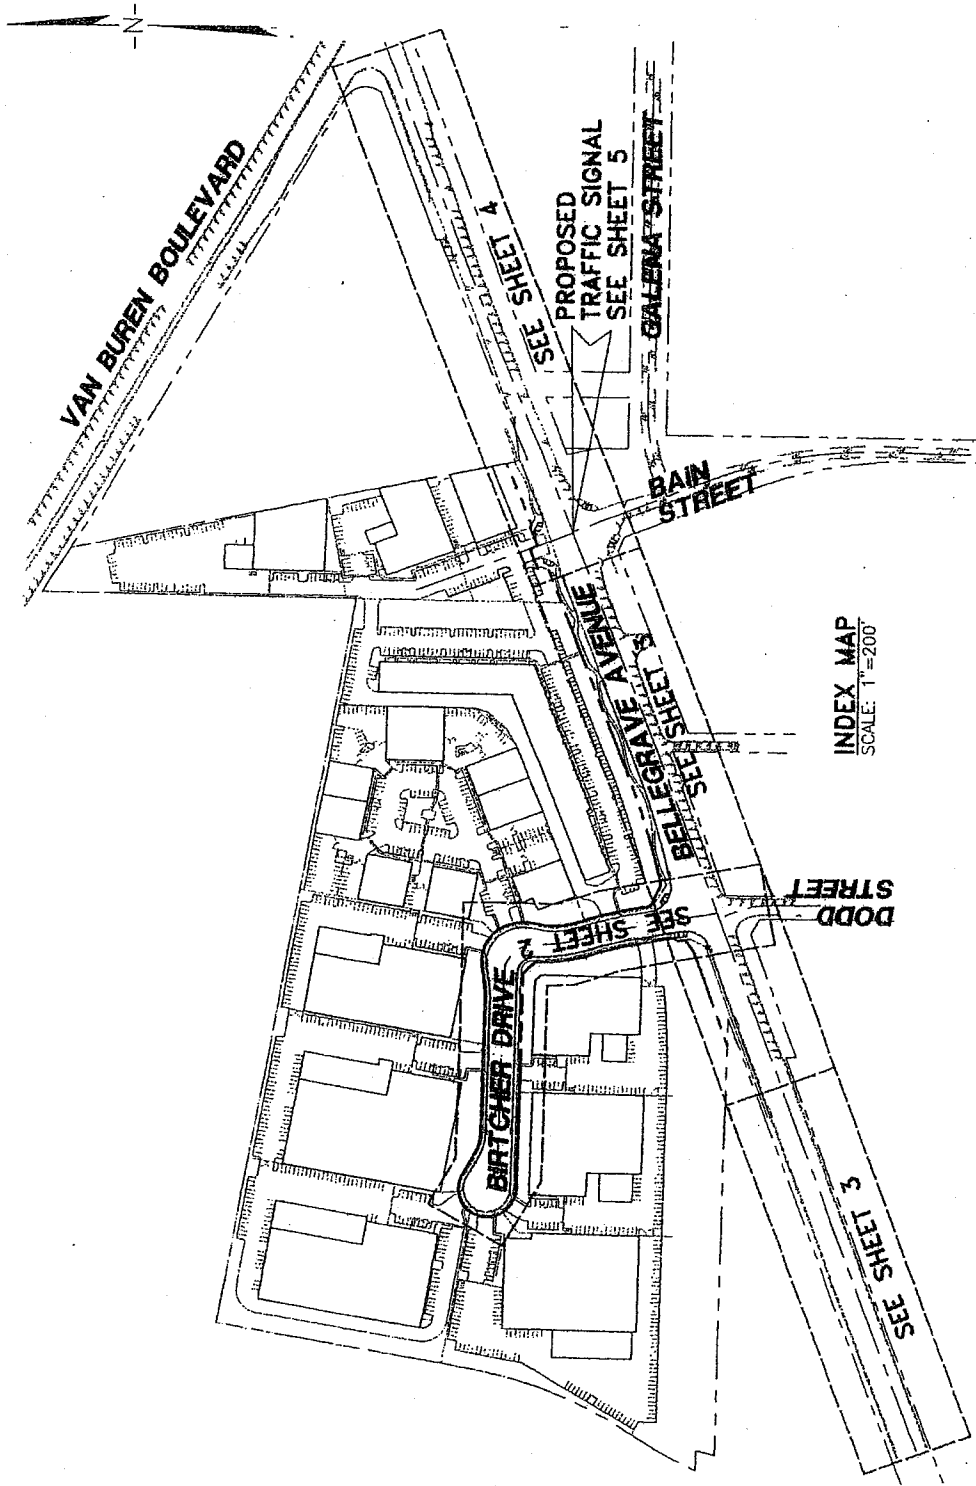 N
VAN BUREN BOULEVARD
SEE SHEET 4
PROPOSED
TRAFFIC SIGNAL
SEE SHEET 5
GALENA STREET
BAIN
STREET
BELLEGRAVE AVENUE
SEE SHEET 3
INDEX MAP
SCALE: 1"=200'
DODD
STREET
SEE
SHEET
2
BIRTCHER DRIVE
SEE SHEET 3